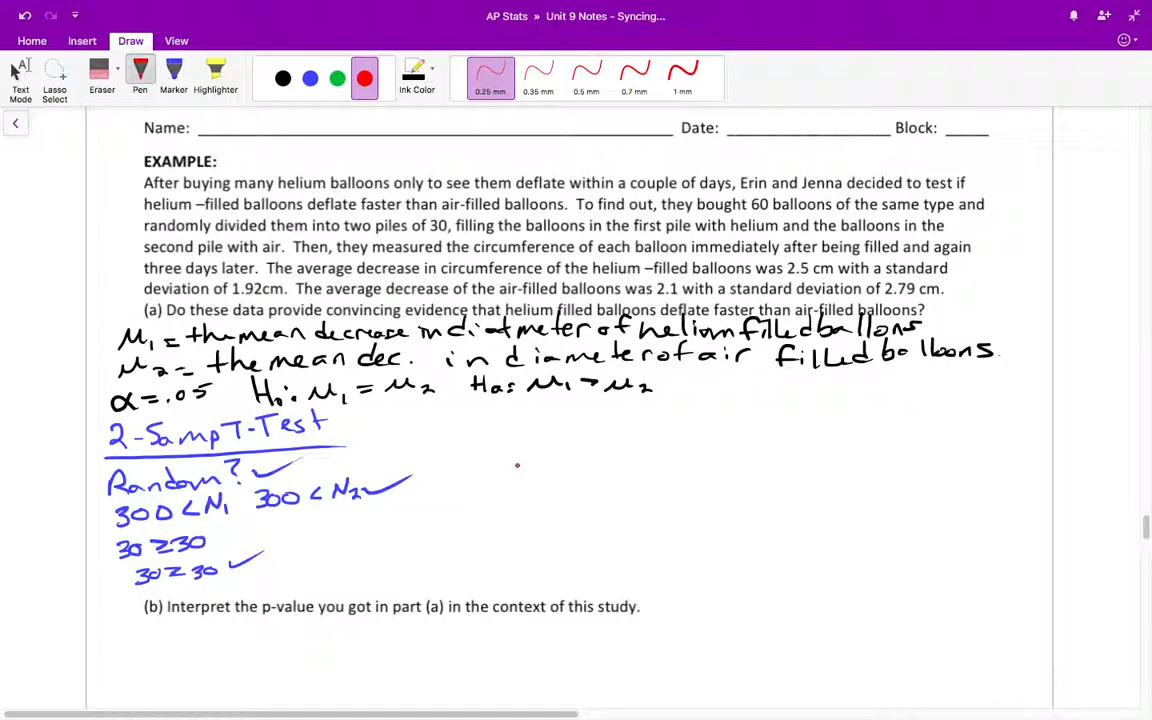 AP Stats » Unit 9 Notes - Syncing...
Home Insert Draw View
A
Text Mode
Lasso Select
Eraser
Pen
Marker
Highlighter
Ink Color
0.25 mm 0.35 mm 0.5 mm 0.7 mm 1 mm
Name: ____ Date: ____ Block: ____
EXAMPLE:
After buying many helium balloons only to see them deflate within a couple of days, Erin and Jenna decided to test if
helium –filled balloons deflate faster than air-filled balloons. To find out, they bought 60 balloons of the same type and
randomly divided them into two piles of 30, filling the balloons in the first pile with helium and the balloons in the
second pile with air. Then, they measured the circumference of each balloon immediately after being filled and again
three days later. The average decrease in circumference of the helium –filled balloons was 2.5 cm with a standard
deviation of 1.92cm. The average decrease of the air-filled balloons was 2.1 with a standard deviation of 2.79 cm.
(a) Do these data provide convincing evidence that helium filled balloons deflate faster than air-filled balloons?
μ₁ = the mean decrease in diatmeter of helium filled balloons
μ₂ = the mean dec. in diameter of air filled balloons.
α = .05 H₀: μ₁ = μ₂ Ha: μ₁ > μ₂
2-Samp T-Test
Random? ✓
300 < N₁ 300 < N₂ ✓
30 ≥ 30
30 ≥ 30 ✓
(b) Interpret the p-value you got in part (a) in the context of this study.